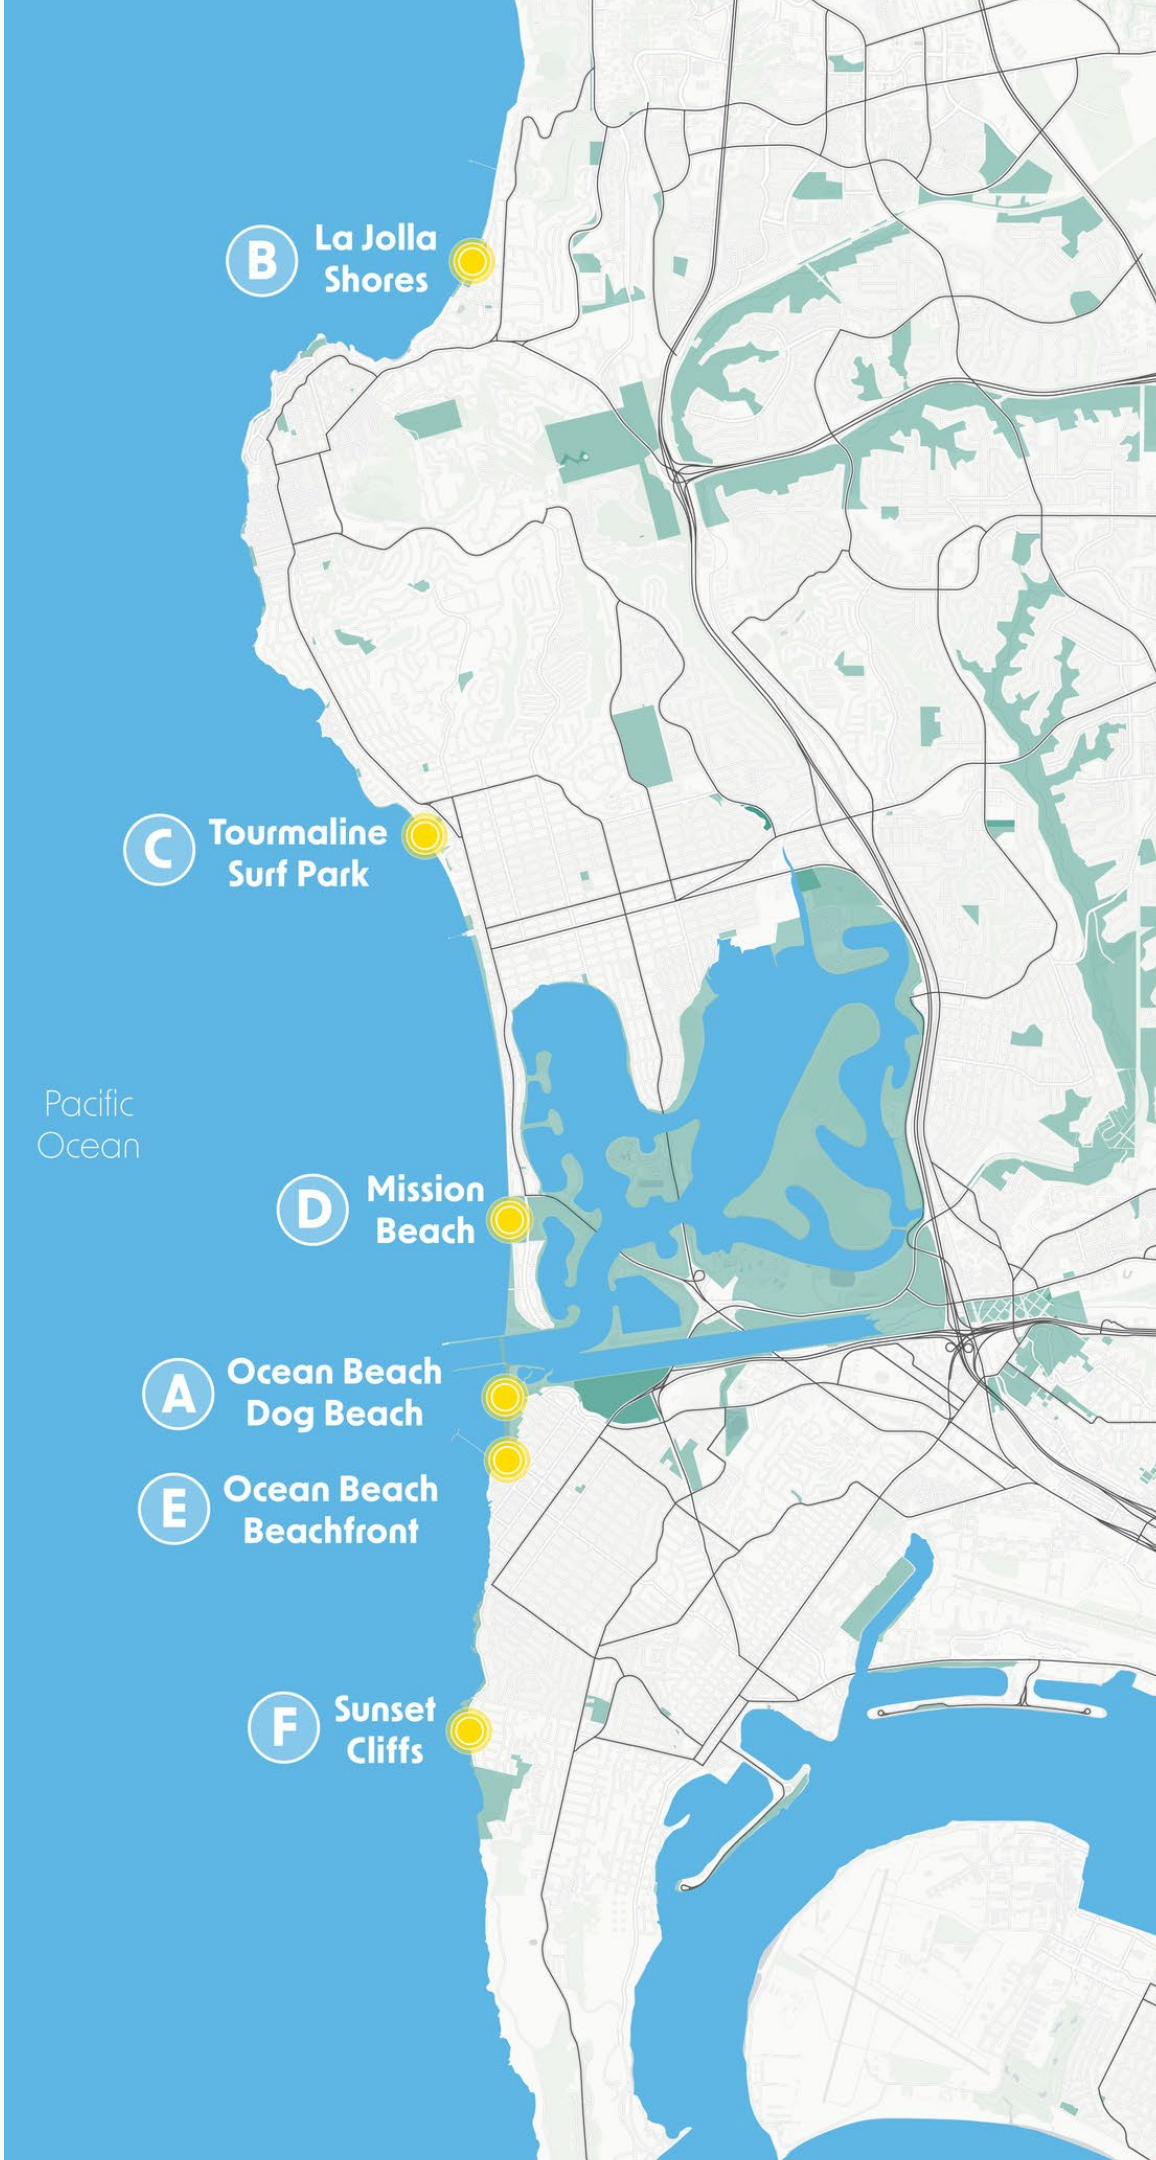 B
La Jolla
Shores
C
Tourmaline
Surf Park
Pacific
Ocean
D
Mission
Beach
A
Ocean Beach
Dog Beach
E
Ocean Beach
Beachfront
F
Sunset
Cliffs